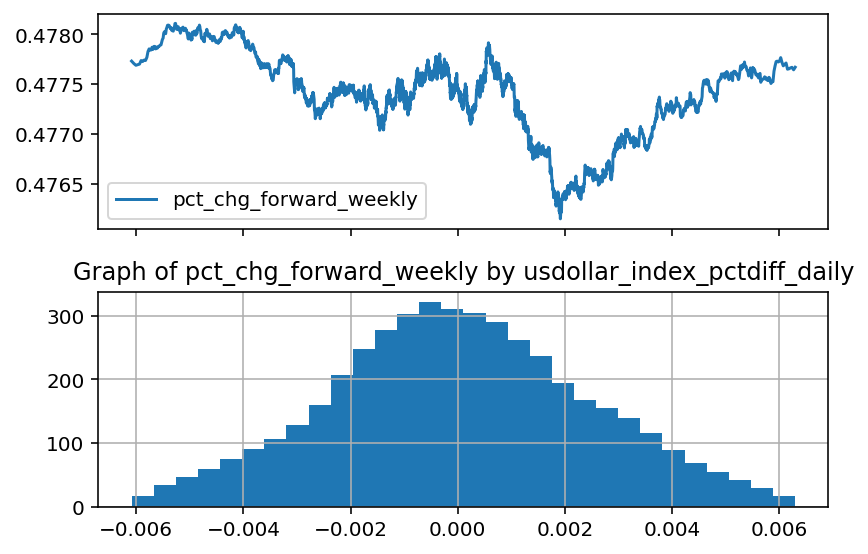 0.4780
0.4775
0.4770
0.4765
pct_chg_forward_weekly
Graph of pct_chg_forward_weekly by usdollar_index_pctdiff_daily
300
200
100
0
−0.006 −0.004 −0.002 0.000 0.002 0.004 0.006